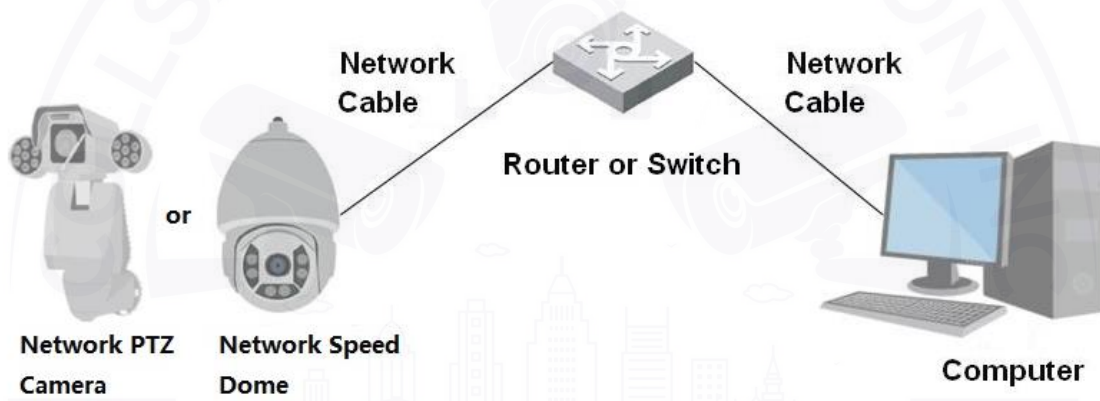 Network
Cable
Network
Cable
Router or Switch
or
Network PTZ
Camera
Network Speed
Dome
Computer